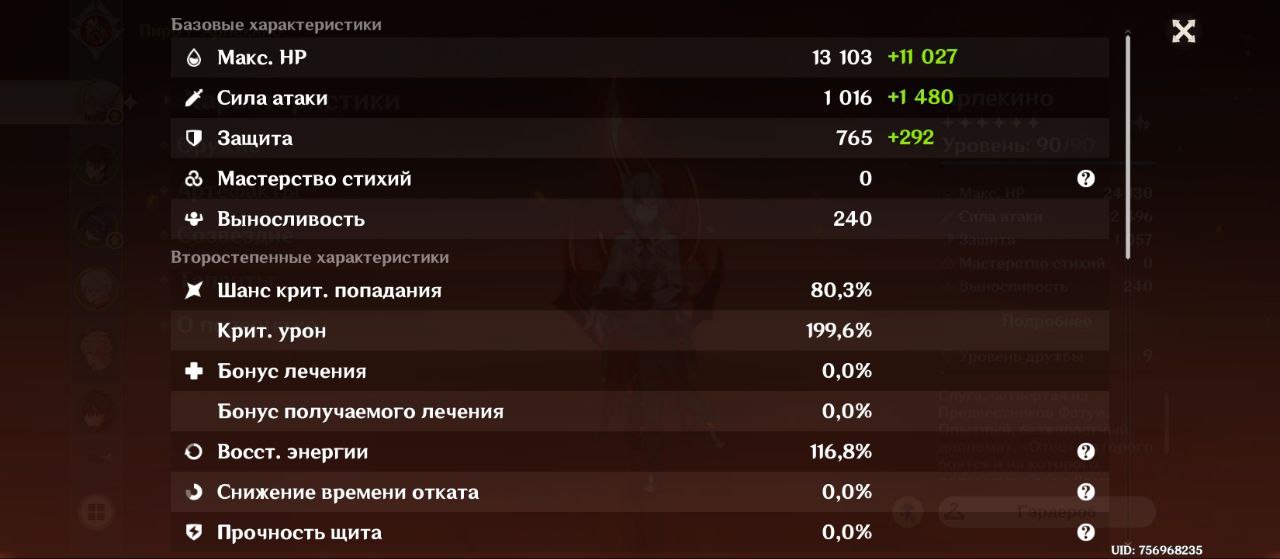 Базовые характеристики
Макс. HP 13 103 +11 027
Сила атаки 1 016 +1 480
Защита 765 +292
Мастерство стихий 0
Выносливость 240
Второстепенные характеристики
Шанс крит. попадания 80,3%
Крит. урон 199,6%
Бонус лечения 0,0%
Бонус получаемого лечения 0,0%
Восст. энергии 116,8%
Снижение времени отката 0,0%
Прочность щита 0,0%
Уровень: 90/90
Макс. HP
Сила атаки
Защита
Мастерство стихий 0
Выносливость 240
Подробнее
Уровень дружбы 9
Гардероб
UID: 756968235